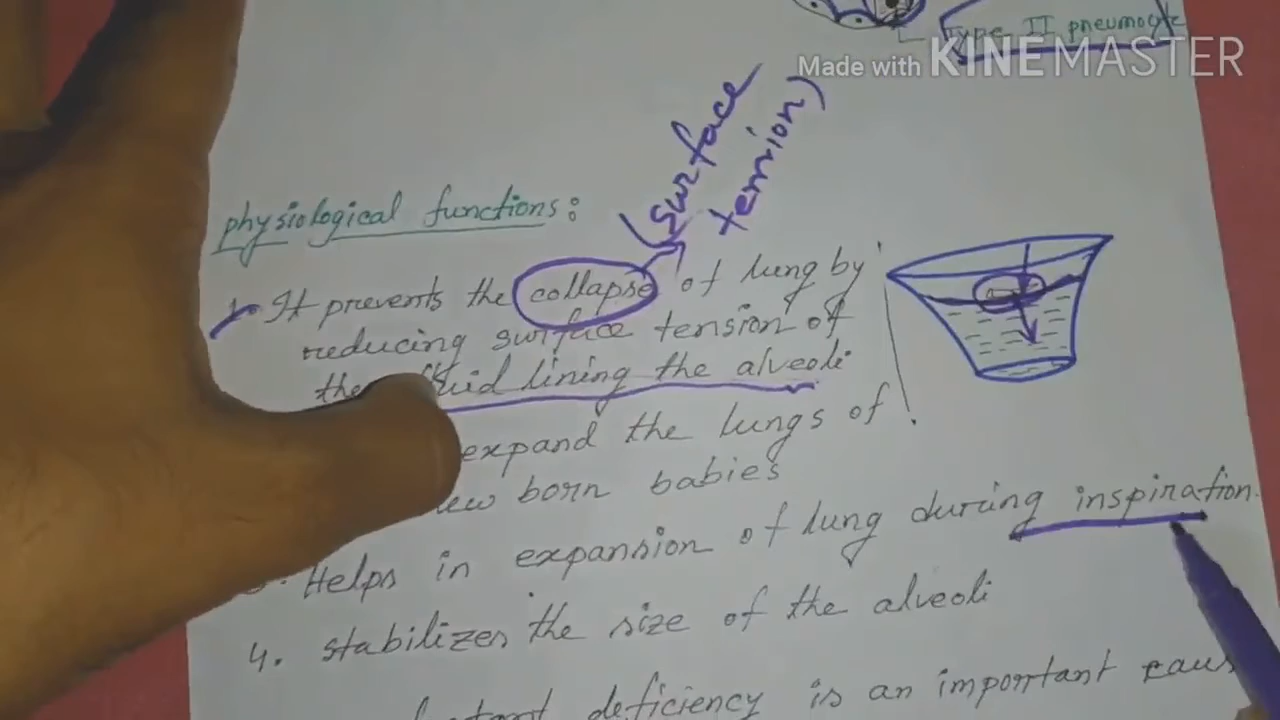 Type II pneumocyte
Made with KINEMASTER
(surface
tension)
physiological functions:
1. It prevents the collapse of lung by
reducing surface tension of
the fluid lining the alveoli
expand the lungs of
new born babies
3. Helps in expansion of lung during inspiration.
4. stabilizes the size of the alveoli
deficiency is an important